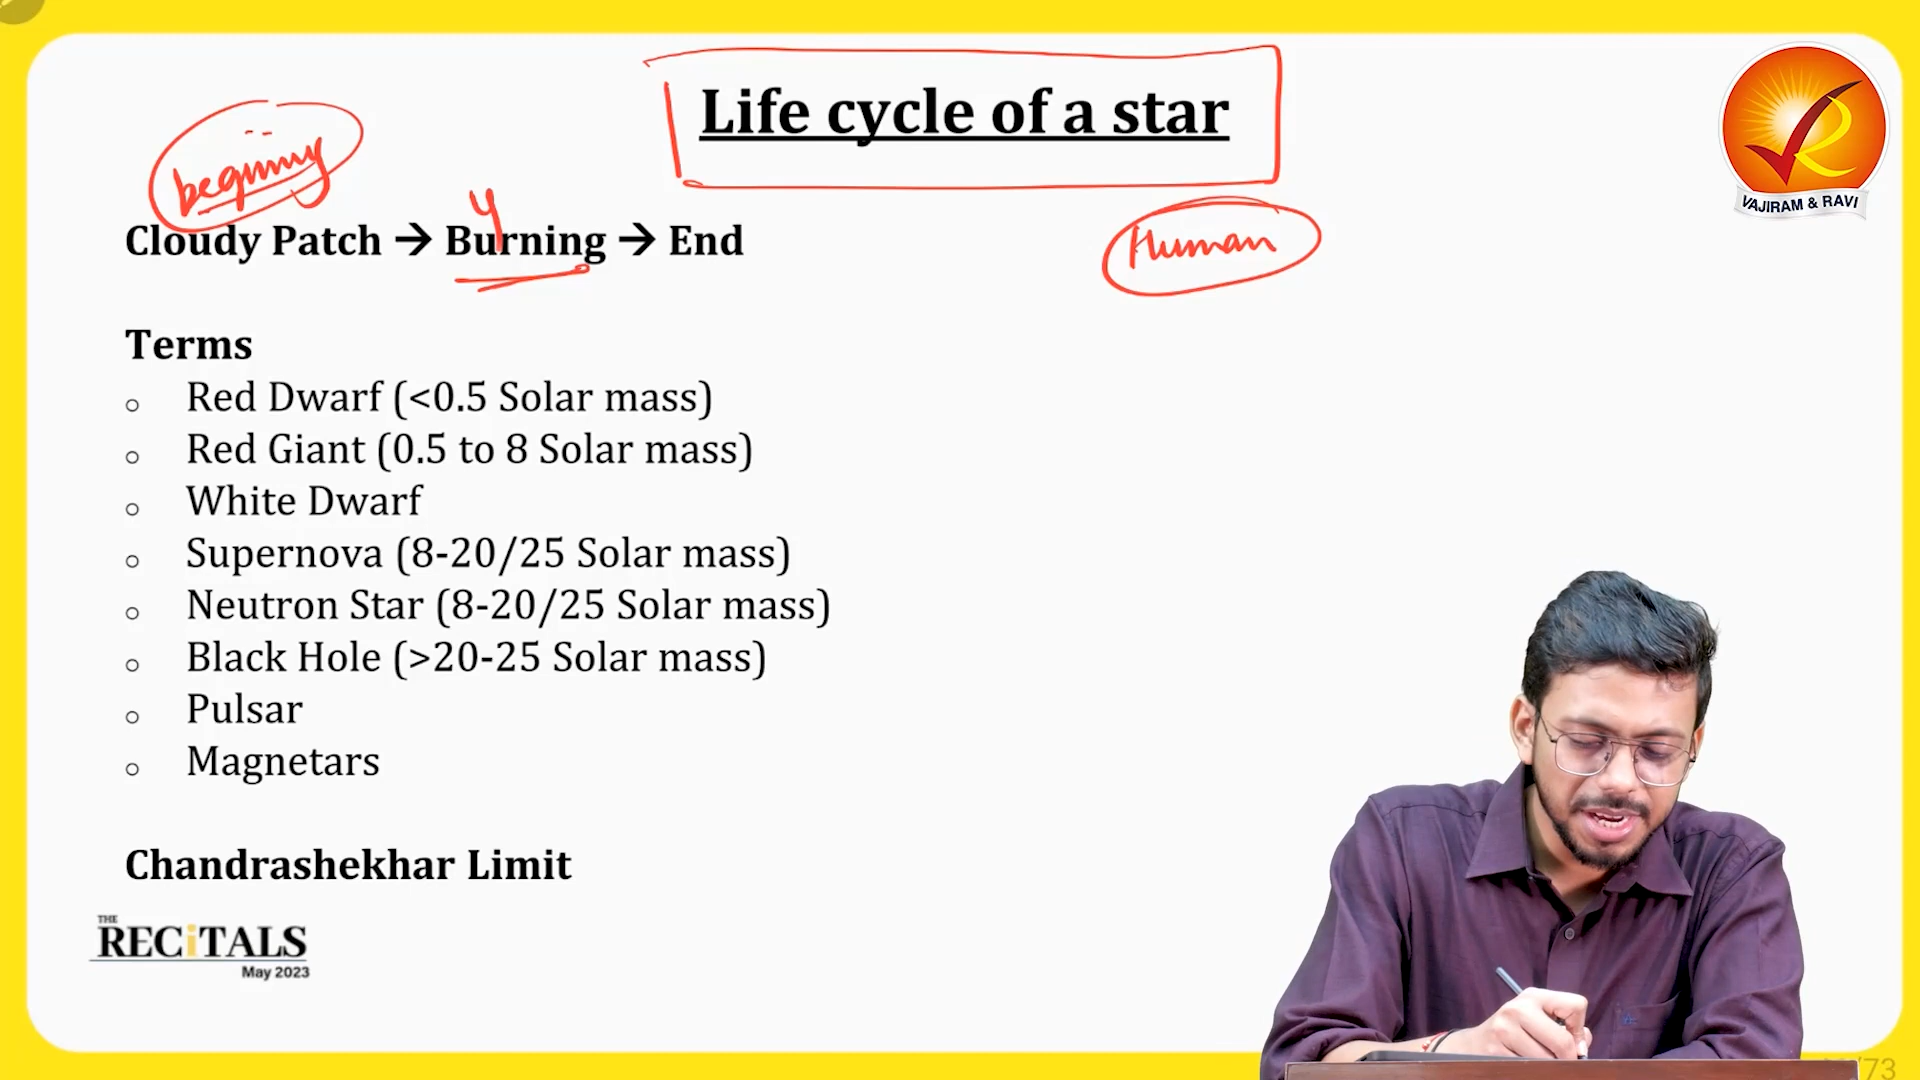 Life cycle of a star
beginning
VAJIRAM & RAVI
Cloudy Patch → Burning → End
Human
Terms
○ Red Dwarf (<0.5 Solar mass)
○ Red Giant (0.5 to 8 Solar mass)
○ White Dwarf
○ Supernova (8-20/25 Solar mass)
○ Neutron Star (8-20/25 Solar mass)
○ Black Hole (>20-25 Solar mass)
○ Pulsar
○ Magnetars
Chandrashekhar Limit
THE
RECiTALS
May 2023